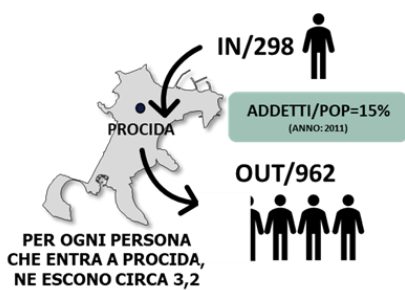 IN/298
PROCIDA
ADDETTI/POP=15%
(ANNO: 2011)
OUT/962
PER OGNI PERSONA
CHE ENTRA A PROCIDA,
NE ESCONO CIRCA 3,2